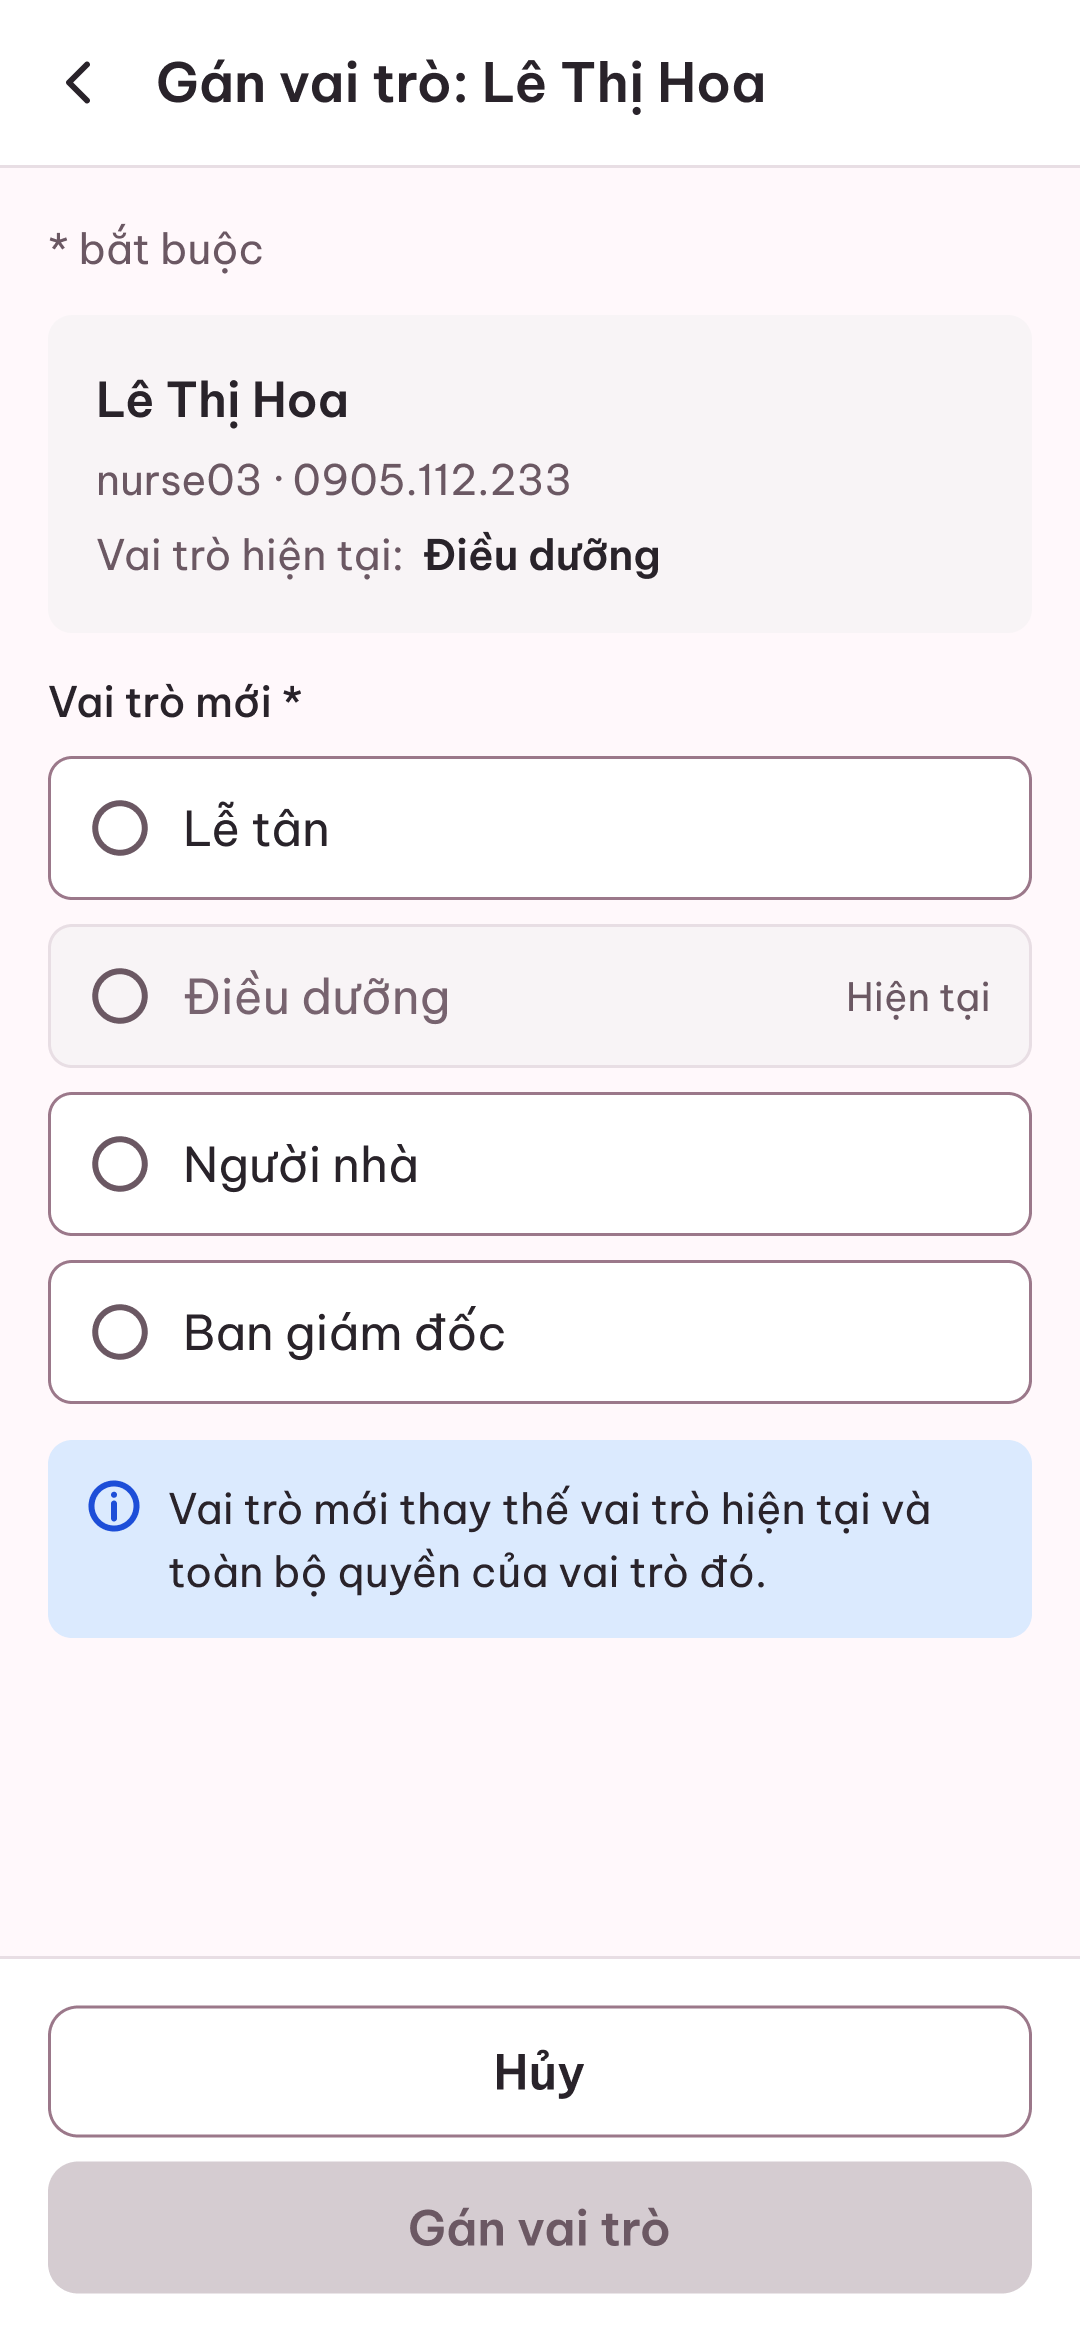 Gán vai trò: Lê Thị Hoa
* bắt buộc
Lê Thị Hoa
nurse03 · 0905.112.233
Vai trò hiện tại: Điều dưỡng
Vai trò mới *
Lễ tân
Điều dưỡng Hiện tại
Người nhà
Ban giám đốc
Vai trò mới thay thế vai trò hiện tại và
toàn bộ quyền của vai trò đó.
Hủy
Gán vai trò